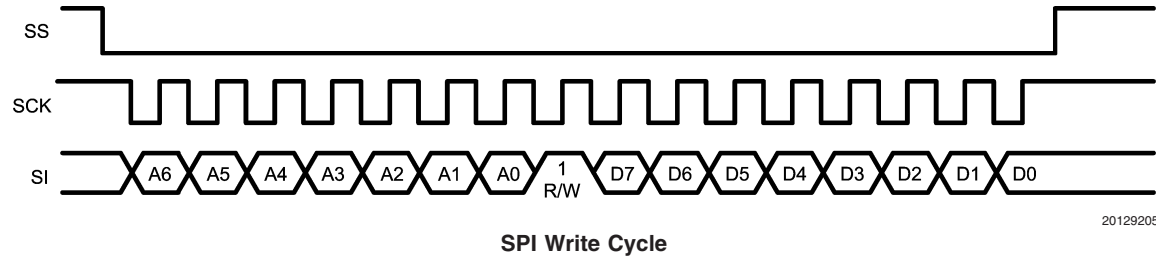 SS
SCK
SI
A6 A5 A4 A3 A2 A1 A0 1 R/W D7 D6 D5 D4 D3 D2 D1 D0
20129205
SPI Write Cycle